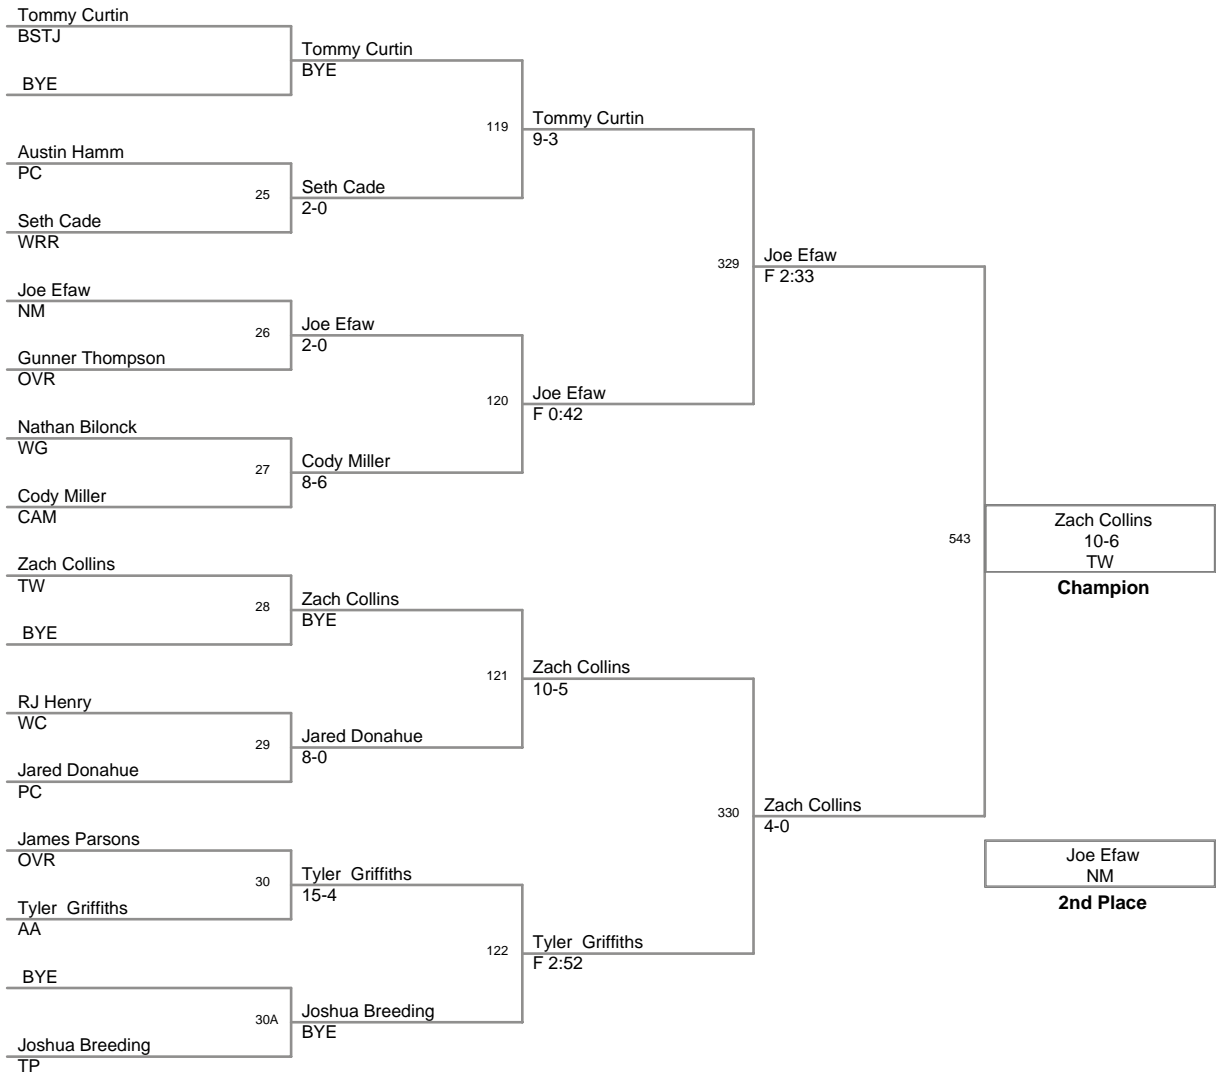 Tommy Curtin
BSTJ
BYE
Austin Hamm
PC
Seth Cade
WRR
Joe Efaw
NM
Gunner Thompson
OVR
Nathan Bilonck
WG
Cody Miller
CAM
Zach Collins
TW
BYE
RJ Henry
WC
Jared Donahue
PC
James Parsons
OVR
Tyler Griffiths
AA
BYE
Joshua Breeding
TP
25
26
27
28
29
30
30A
Tommy Curtin
BYE
Seth Cade
2-0
Joe Efaw
2-0
Cody Miller
8-6
Zach Collins
BYE
Jared Donahue
8-0
Tyler Griffiths
15-4
Joshua Breeding
BYE
119
120
121
122
Tommy Curtin
9-3
Joe Efaw
F 0:42
Zach Collins
10-5
Tyler Griffiths
F 2:52
329
330
Joe Efaw
F 2:33
Zach Collins
4-0
543
Zach Collins
10-6
TW
Champion
Joe Efaw
NM
2nd Place